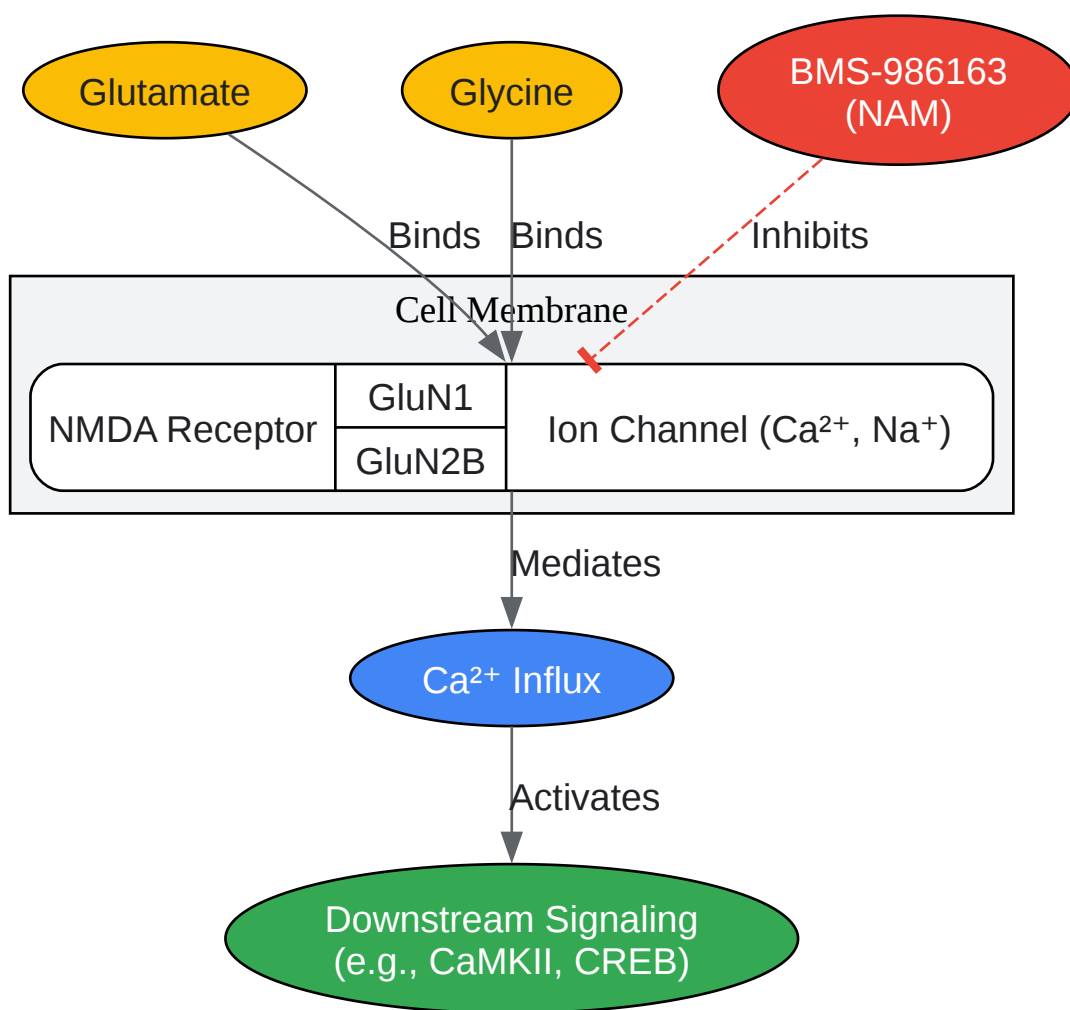 Glutamate
Glycine
BMS-986163
(NAM)
Binds
Binds
Inhibits
Cell Membrane
NMDA Receptor
GluN1
GluN2B
Ion Channel (Ca²⁺, Na⁺)
Mediates
Ca²⁺ Influx
Activates
Downstream Signaling
(e.g., CaMKII, CREB)